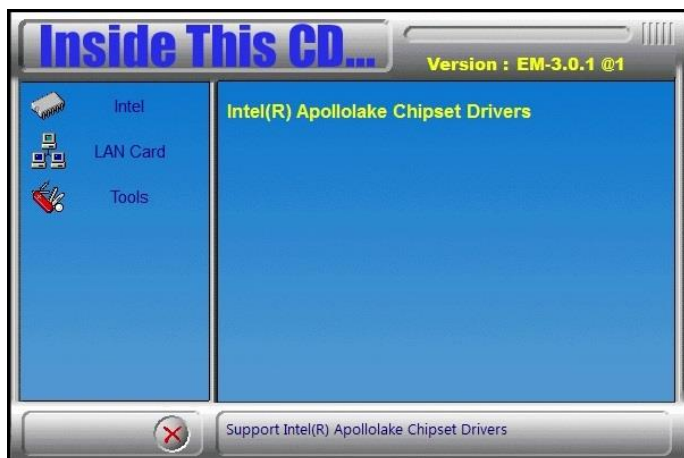 Inside This CD...
Version : EM-3.0.1 @1
Intel
LAN Card
Tools
Intel(R) Apollolake Chipset Drivers
Support Intel(R) Apollolake Chipset Drivers